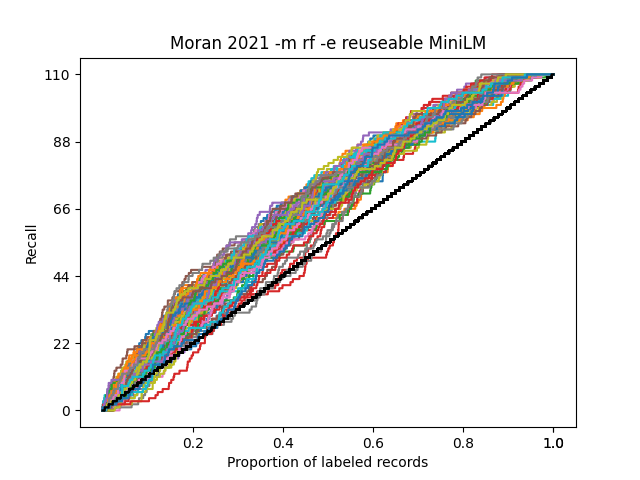 Moran 2021 -m rf -e reuseable MiniLM
110
88
66
44
22
0
Recall
0.2 0.4 0.6 0.8 1.0
Proportion of labeled records